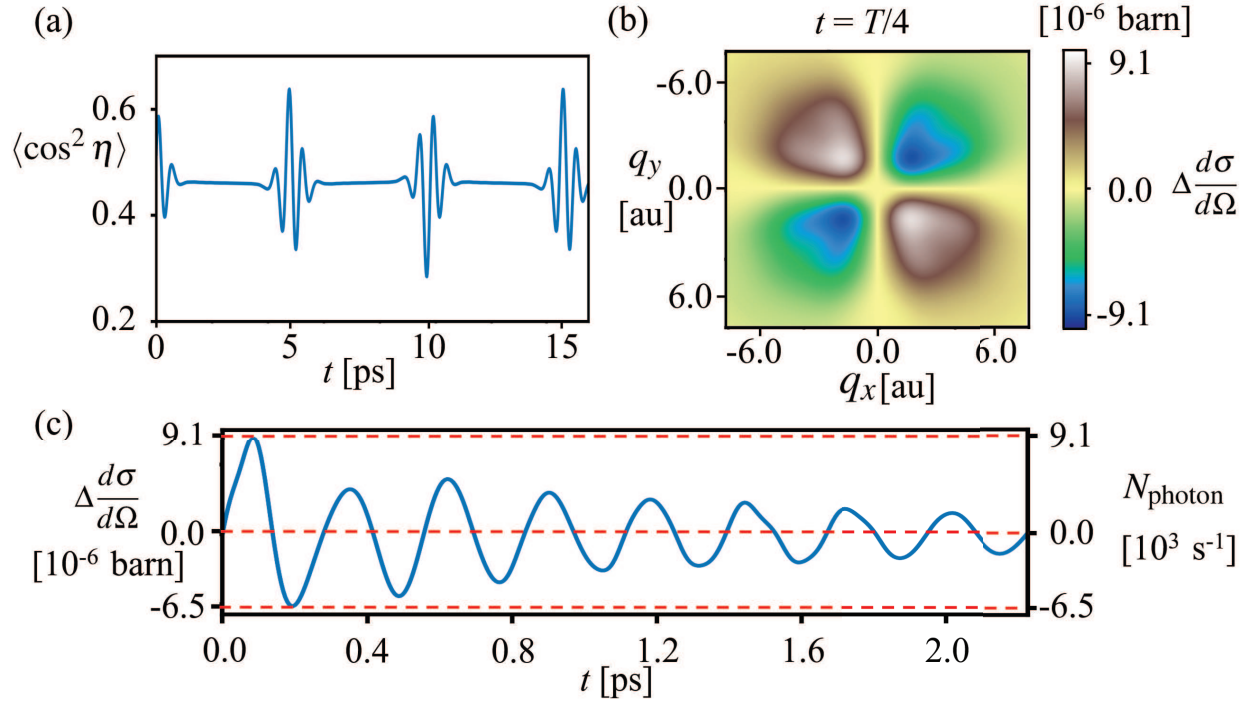 (a)
0.6
⟨cos² η⟩
0.4
0.2
0 5 10 15
t [ps]
(b)
t = T/4
[10⁻⁶ barn]
-6.0
q_y
0.0
[au]
6.0
-6.0 0.0 6.0
q_x [au]
9.1
0.0
-9.1
Δ dσ/dΩ
(c)
9.1
Δ dσ/dΩ
0.0
[10⁻⁶ barn]
-6.5
0.0 0.4 0.8 1.2 1.6 2.0
t [ps]
9.1
N_photon
0.0
[10³ s⁻¹]
-6.5